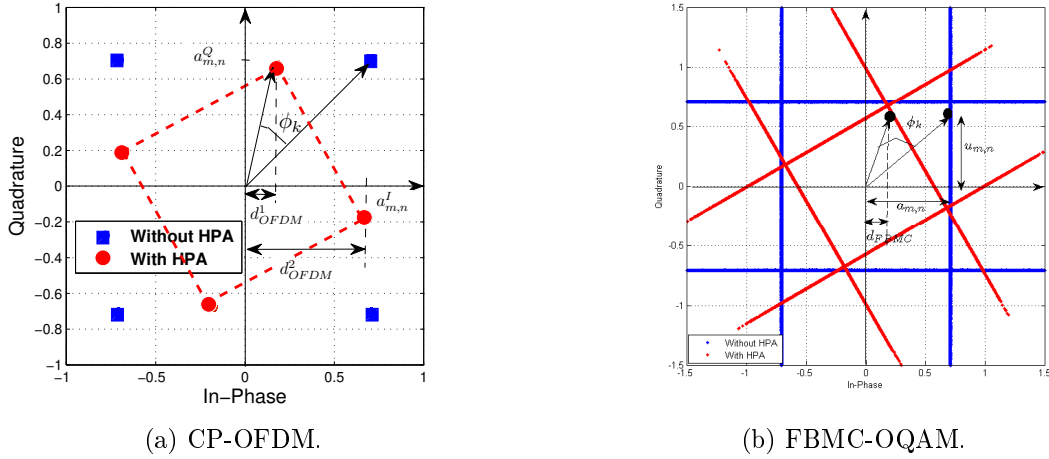 1
0.8
0.6
0.4
0.2
0
−0.2
−0.4
−0.6
−0.8
−1
−1
−0.5
0
0.5
1
Quadrature
In−Phase
a^Q_{m,n}
ϕ_k
a^I_{m,n}
d^1_{OFDM}
d^2_{OFDM}
Without HPA
With HPA
(a) CP-OFDM.
1.5
1
0.5
0
-0.5
-1
-1.5
-1.5
-1
-0.5
0
0.5
1
1.5
Quadrature
In-Phase
ϕ_k
u_{m,n}
a_{m,n}
d_{FBMC}
Without HPA
With HPA
(b) FBMC-OQAM.